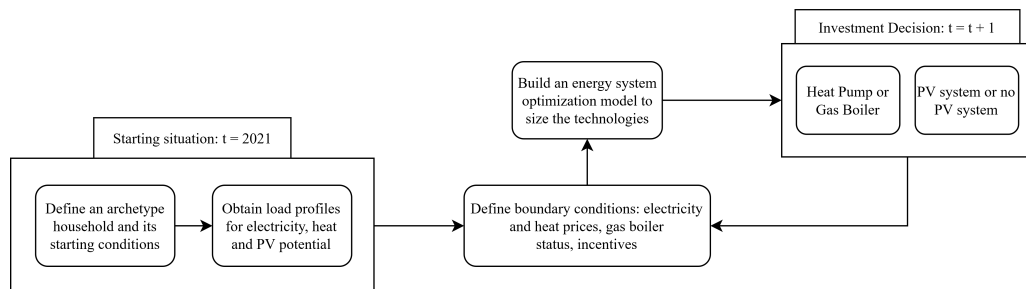 Starting situation: t = 2021
Define an archetype
household and its
starting conditions
Obtain load profiles
for electricity, heat
and PV potential
Define boundary conditions: electricity
and heat prices, gas boiler
status, incentives
Build an energy system
optimization model to
size the technologies
Investment Decision: t = t + 1
Heat Pump or
Gas Boiler
PV system or no
PV system